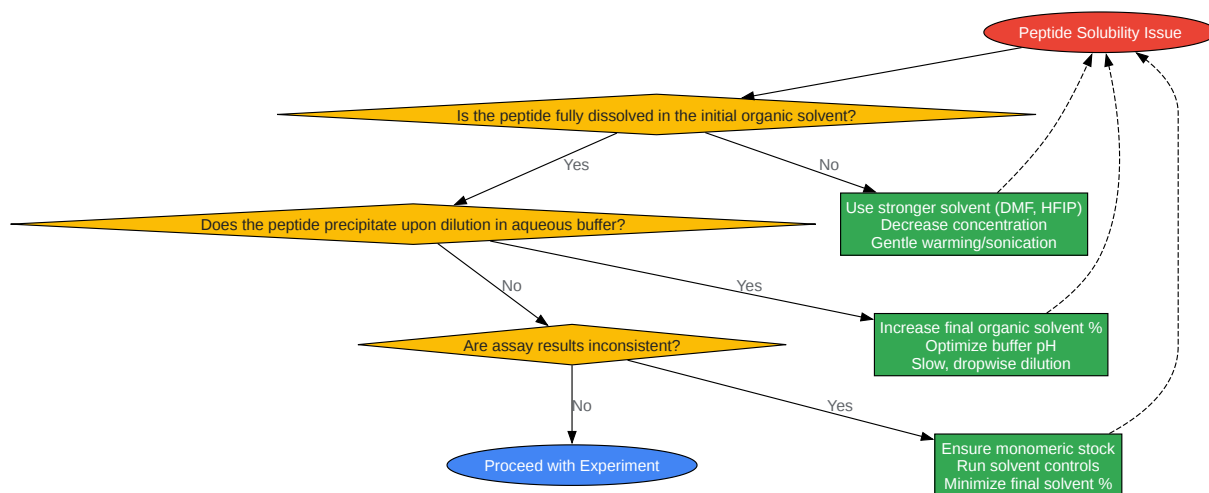 Peptide Solubility Issue
Is the peptide fully dissolved in the initial organic solvent?
Yes
No
Use stronger solvent (DMF, HFIP)
Decrease concentration
Gentle warming/sonication
Does the peptide precipitate upon dilution in aqueous buffer?
No
Yes
Increase final organic solvent %
Optimize buffer pH
Slow, dropwise dilution
Are assay results inconsistent?
No
Yes
Ensure monomeric stock
Run solvent controls
Minimize final solvent %
Proceed with Experiment